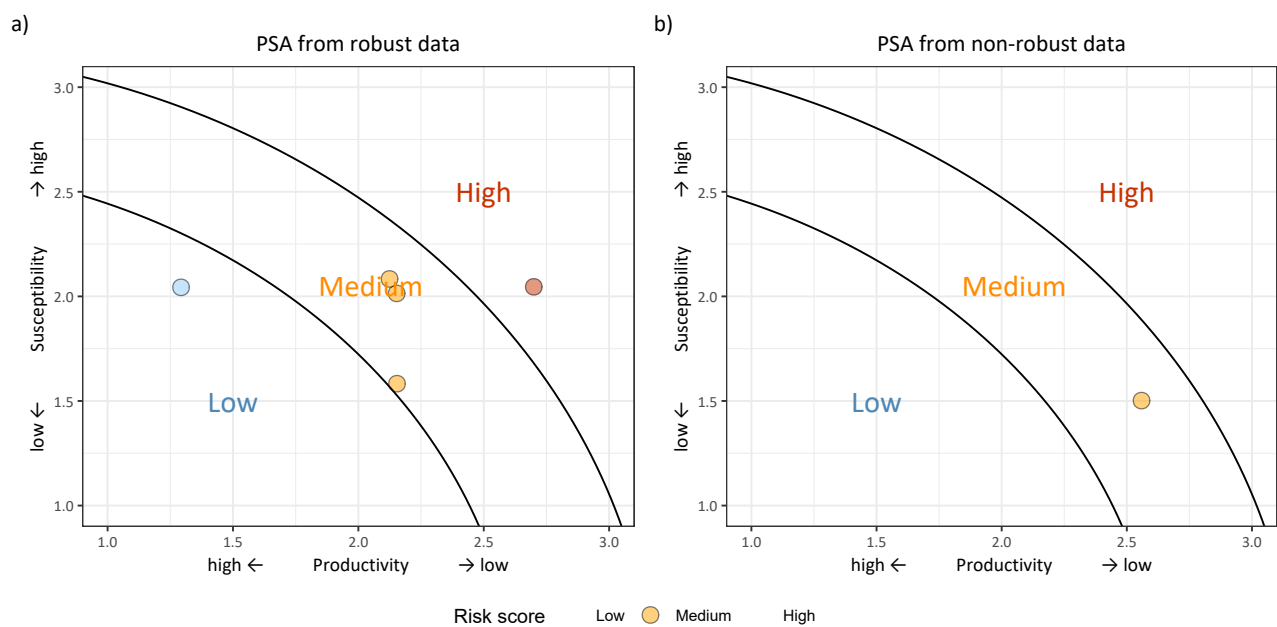 a)
PSA from robust data
3.0
2.5
2.0
1.5
1.0
low ← Susceptibility → high
High
Medium
Low
1.0 1.5 2.0 2.5 3.0
high ← Productivity → low
b)
PSA from non-robust data
3.0
2.5
2.0
1.5
1.0
low ← Susceptibility → high
High
Medium
Low
1.0 1.5 2.0 2.5 3.0
high ← Productivity → low
Risk score Low Medium High